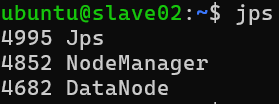 ubuntu@slave02:~$ jps
4995 Jps
4852 NodeManager
4682 DataNode